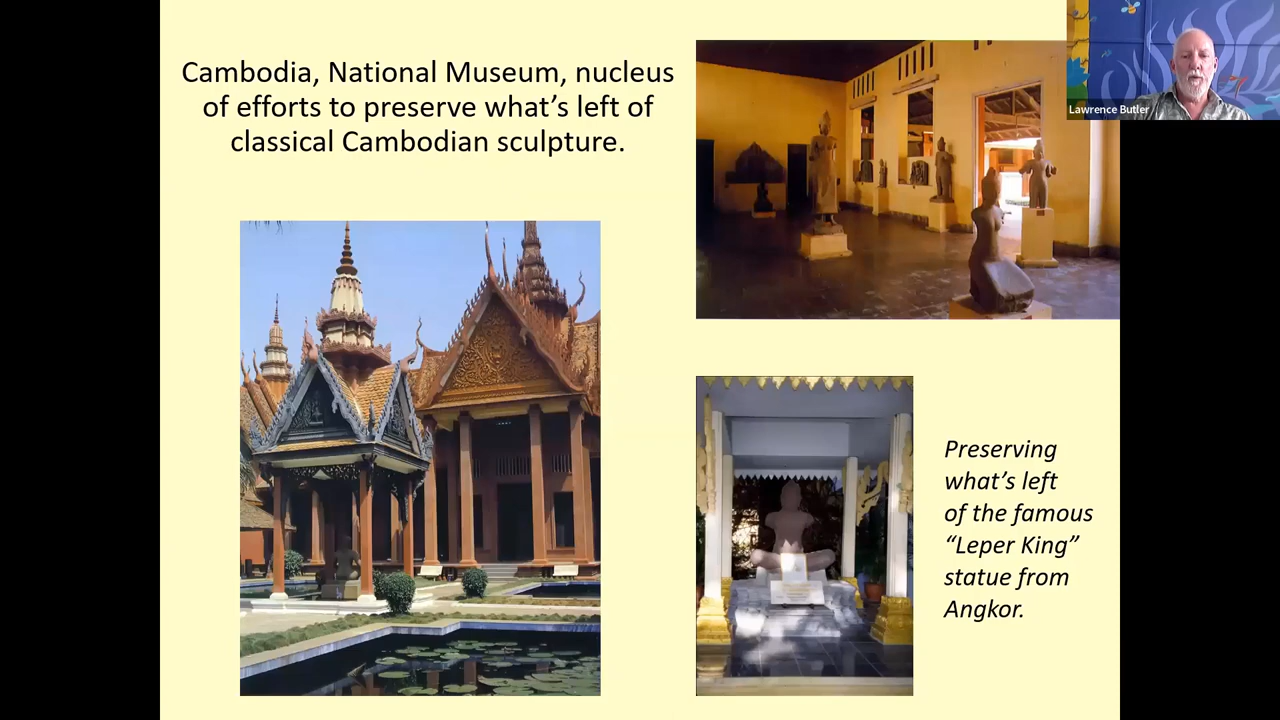 Cambodia, National Museum, nucleus
of efforts to preserve what’s left of
classical Cambodian sculpture.
Lawrence Butler
Preserving
what’s left
of the famous
“Leper King”
statue from
Angkor.